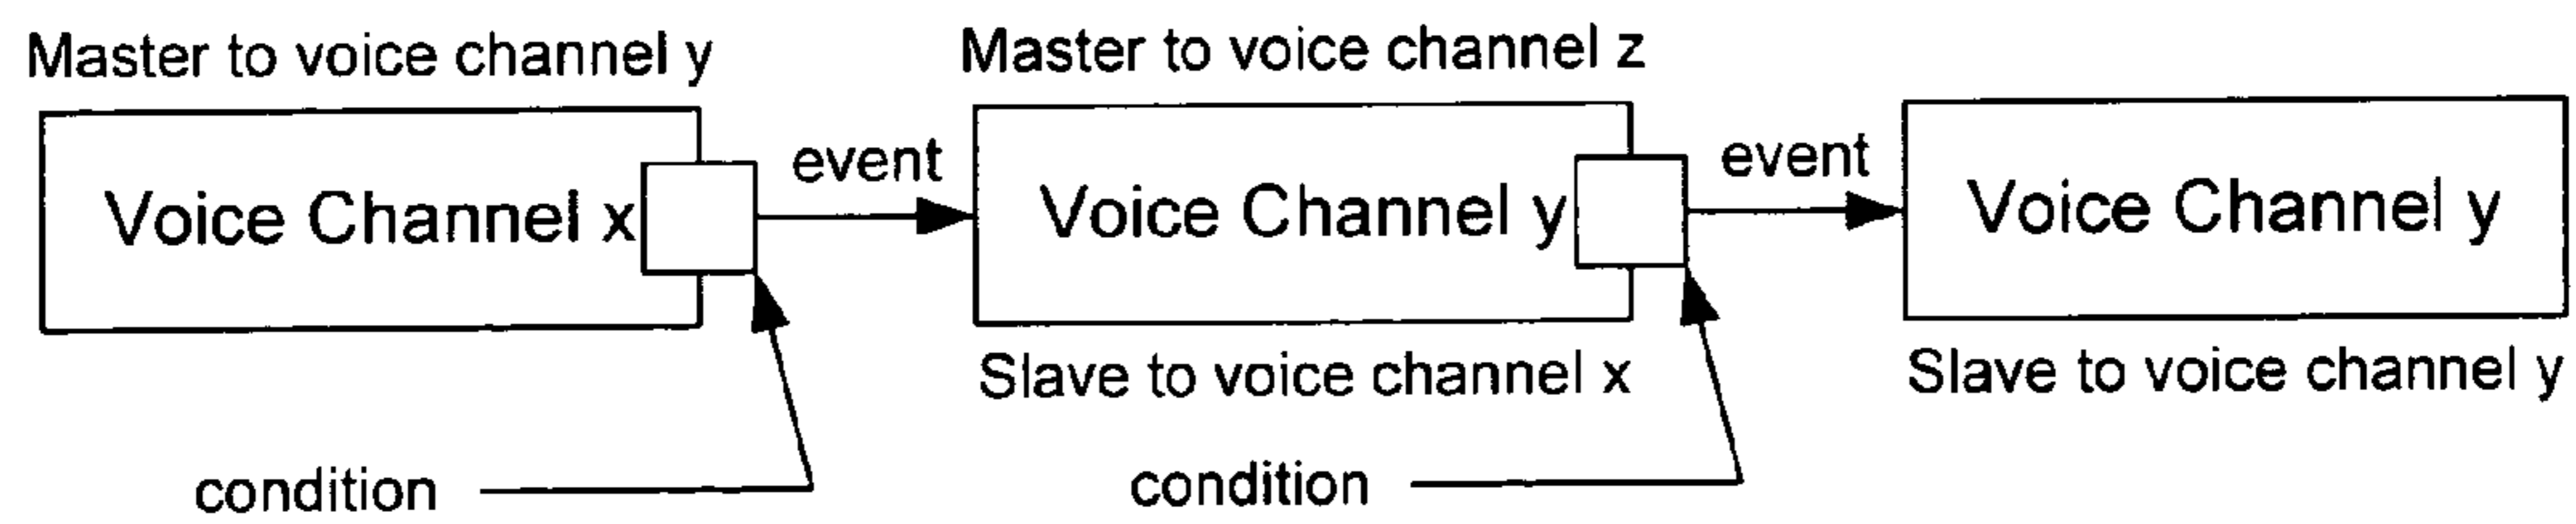 Master to voice channel y
Master to voice channel z
event
event
Voice Channel x
Voice Channel y
Voice Channel y
Slave to voice channel x
Slave to voice channel y
condition
condition